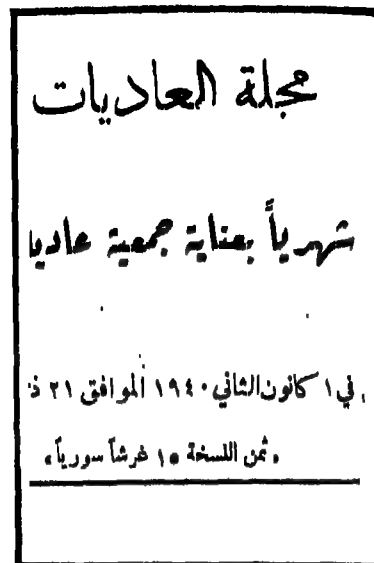 مجلة العاديات
شهرياً بعناية جمعية عاديا
في ١ كانون الثاني ١٩٤٠ الموافق ٢١ ذ
«ثمن النسخة ١٥ غرشاً سورياً»